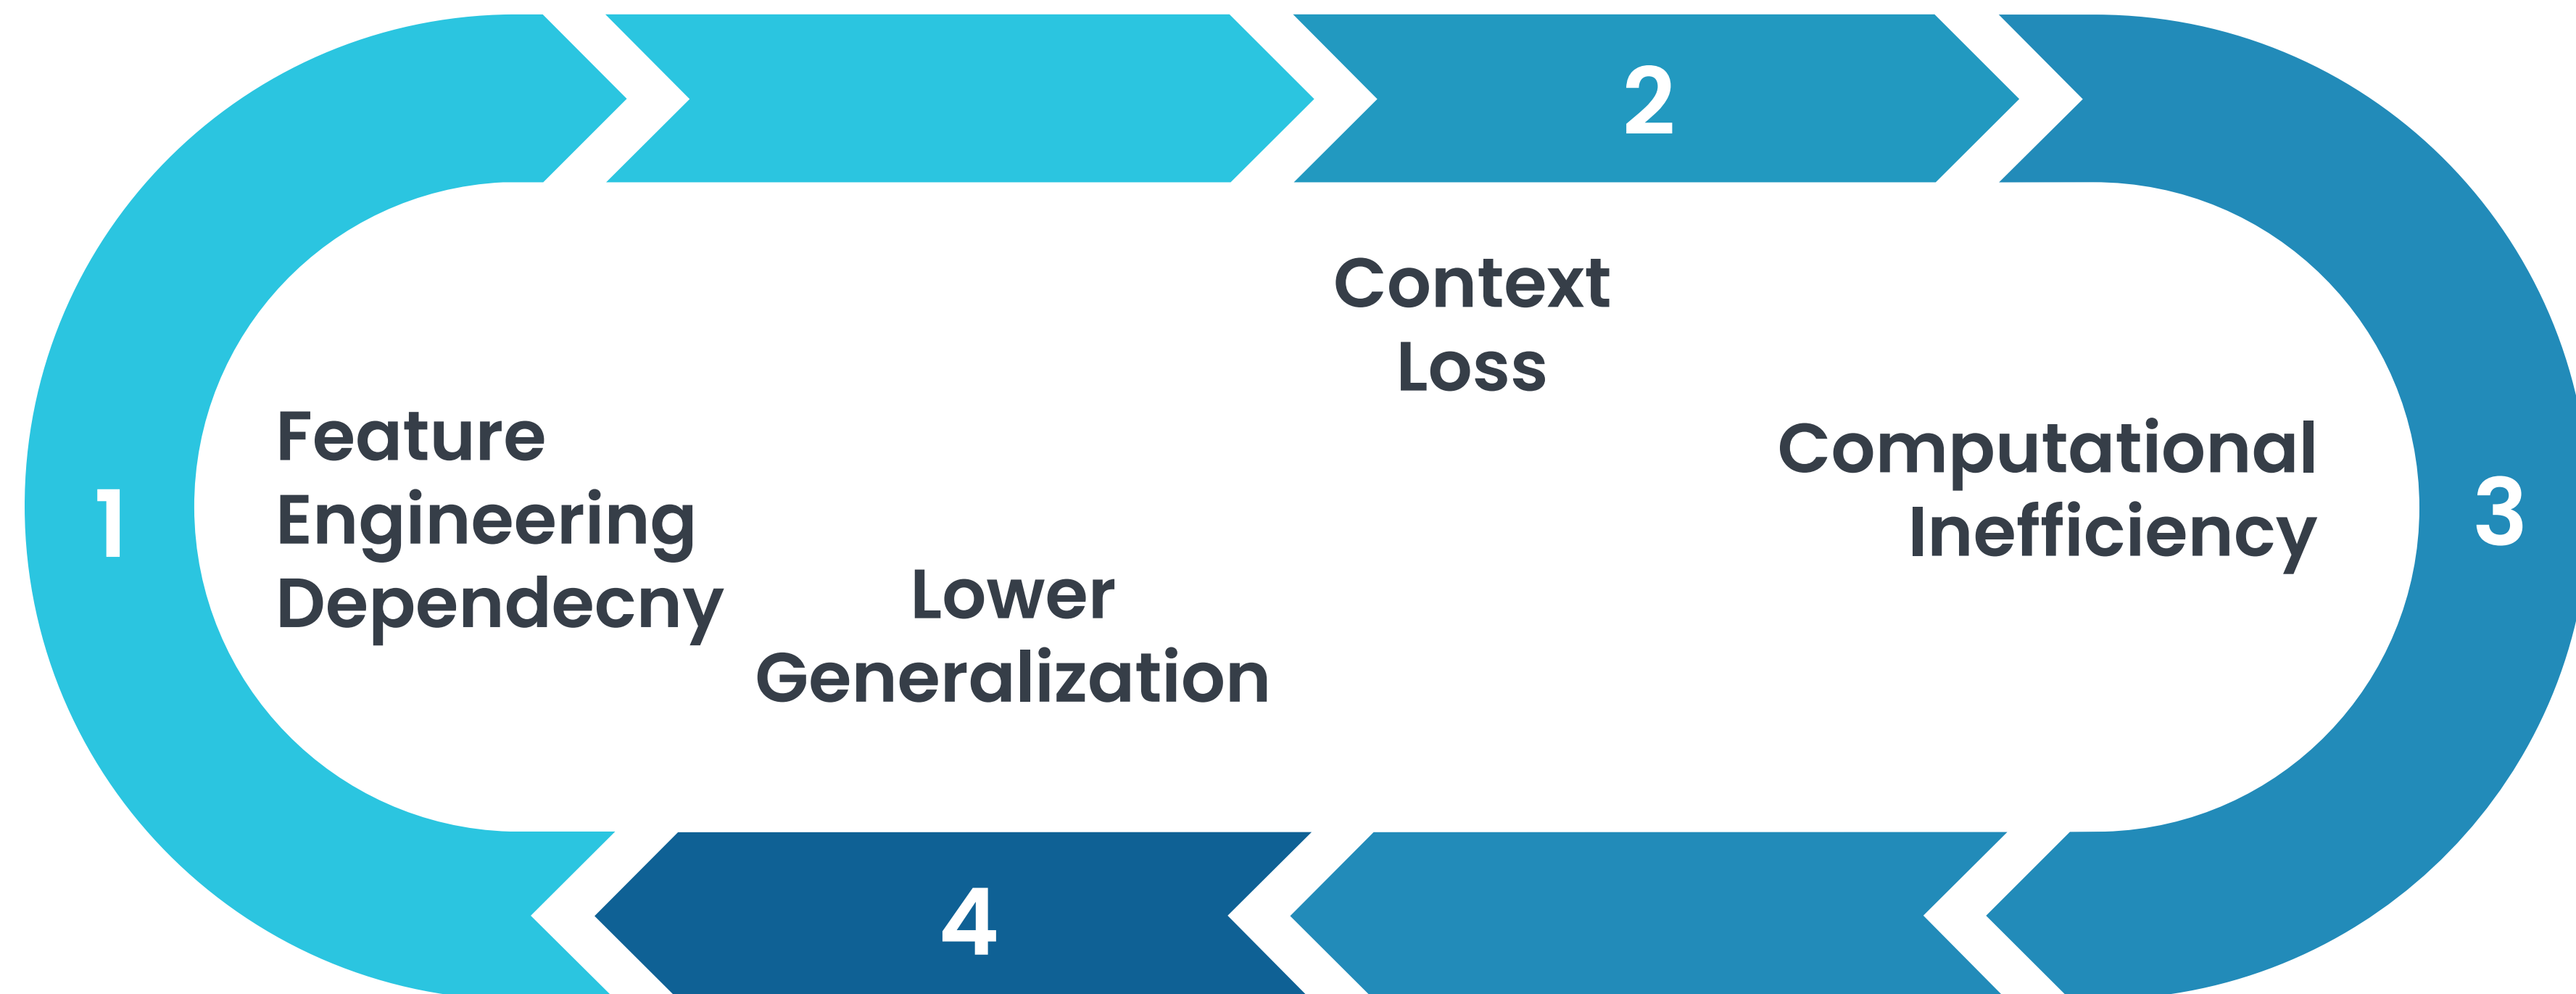 1
Feature
Engineering
Dependecny
2
Context
Loss
3
Computational
Inefficiency
4
Lower
Generalization